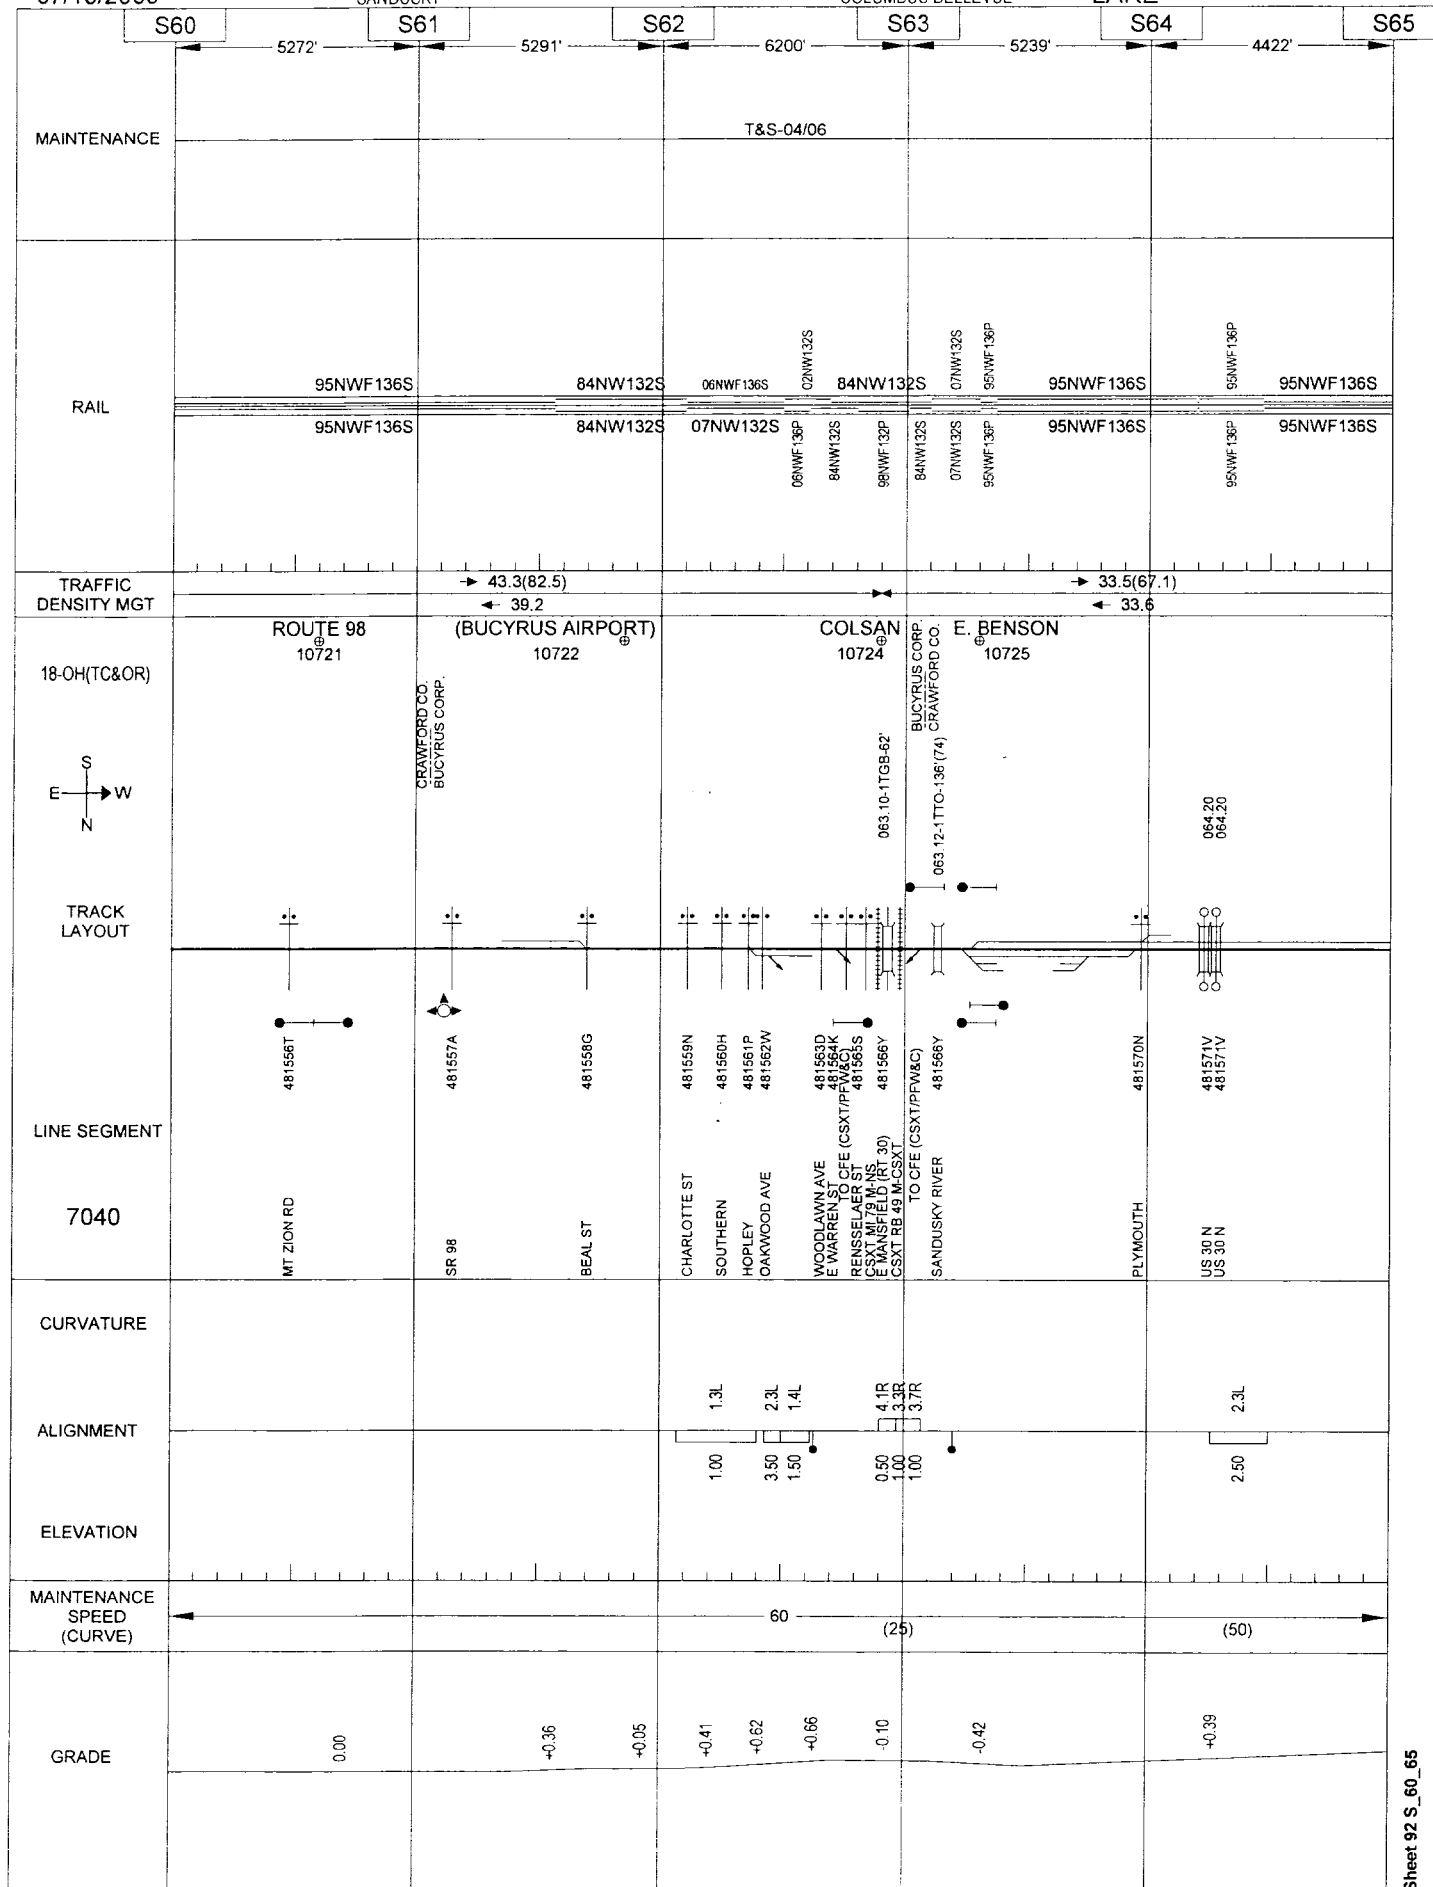 S60 S61 S62 S63 S64 S65
5272' 5291' 6200' 5239' 4422'
MAINTENANCE
T&S-04/06
RAIL
95NWF136S 84NW132S 06NWF136S 02NW132S 84NW132S 07NW132S 95NWF136P 95NWF136S 95NWF136P 95NWF136S
95NWF136S 84NW132S 07NW132S 06NWF136P 84NW132S 98NWF132P 84NW132S 07NW132S 95NWF136P 95NWF136S 95NWF136P 95NWF136S
TRAFFIC
DENSITY MGT
43.3(82.5) 33.5(67.1)
39.2 33.6
ROUTE 98 (BUCYRUS AIRPORT) COLSAN E. BENSON
10721 10722 10724 10725
18-OH(TC&OR)
CRAWFORD CO.
BUCYRUS CORP.
BUCYRUS CORP.
CRAWFORD CO.
S
E W
N
063.10-1TGB-62'
063.12-1TTO-136'(74)
064.20
064.20
TRACK
LAYOUT
481556T
481557A
481558G
481559N
481560H
481561P
481562W
481563D
481564K
481565S
481566Y
481566Y
481570N
481571V
481571V
LINE SEGMENT
7040
MT ZION RD
SR 98
BEAL ST
CHARLOTTE ST
SOUTHERN
HOPLEY
OAKWOOD AVE
WOODLAWN AVE
E WARREN ST
TO CFE (CSXT/PFW&C)
RENSSELAER ST
CSXT MI 79 M-NS
E MANSFIELD (RT 30)
CSXT RB 49 M-CSXT
TO CFE (CSXT/PFW&C)
SANDUSKY RIVER
PLYMOUTH
US 30 N
US 30 N
CURVATURE
1.3L 2.3L 1.4L 4.1R 3.3R 3.7R 2.3L
ALIGNMENT
1.00 3.50 1.50 0.50 1.00 1.00 2.50
ELEVATION
MAINTENANCE
SPEED
(CURVE)
60
(25) (50)
GRADE
0.00 +0.36 +0.05 +0.41 +0.62 +0.66 -0.10 -0.42 +0.39
Sheet 92 S_60_65